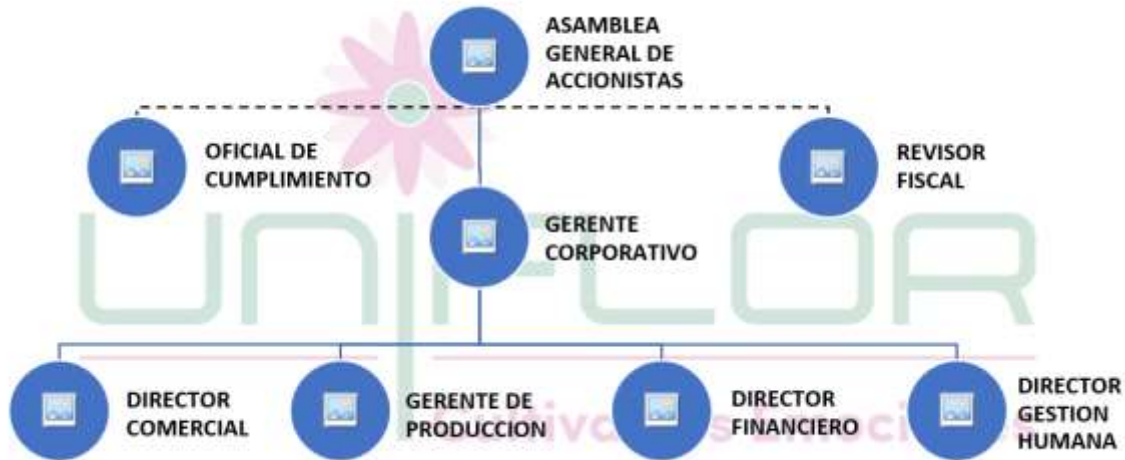 ASAMBLEA
GENERAL DE
ACCIONISTAS
OFICIAL DE
CUMPLIMIENTO
REVISOR
FISCAL
GERENTE
CORPORATIVO
UNIFLOR
DIRECTOR
COMERCIAL
GERENTE DE
PRODUCCION
DIRECTOR
FINANCIERO
DIRECTOR
GESTION
HUMANA